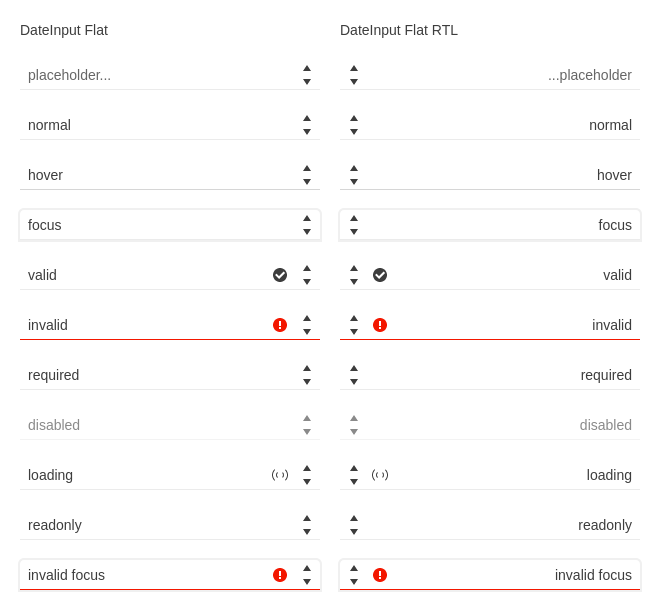 DateInput Flat
placeholder...
normal
hover
focus
valid
invalid
required
disabled
loading
readonly
invalid focus
DateInput Flat RTL
...placeholder
normal
hover
focus
valid
invalid
required
disabled
loading
readonly
invalid focus